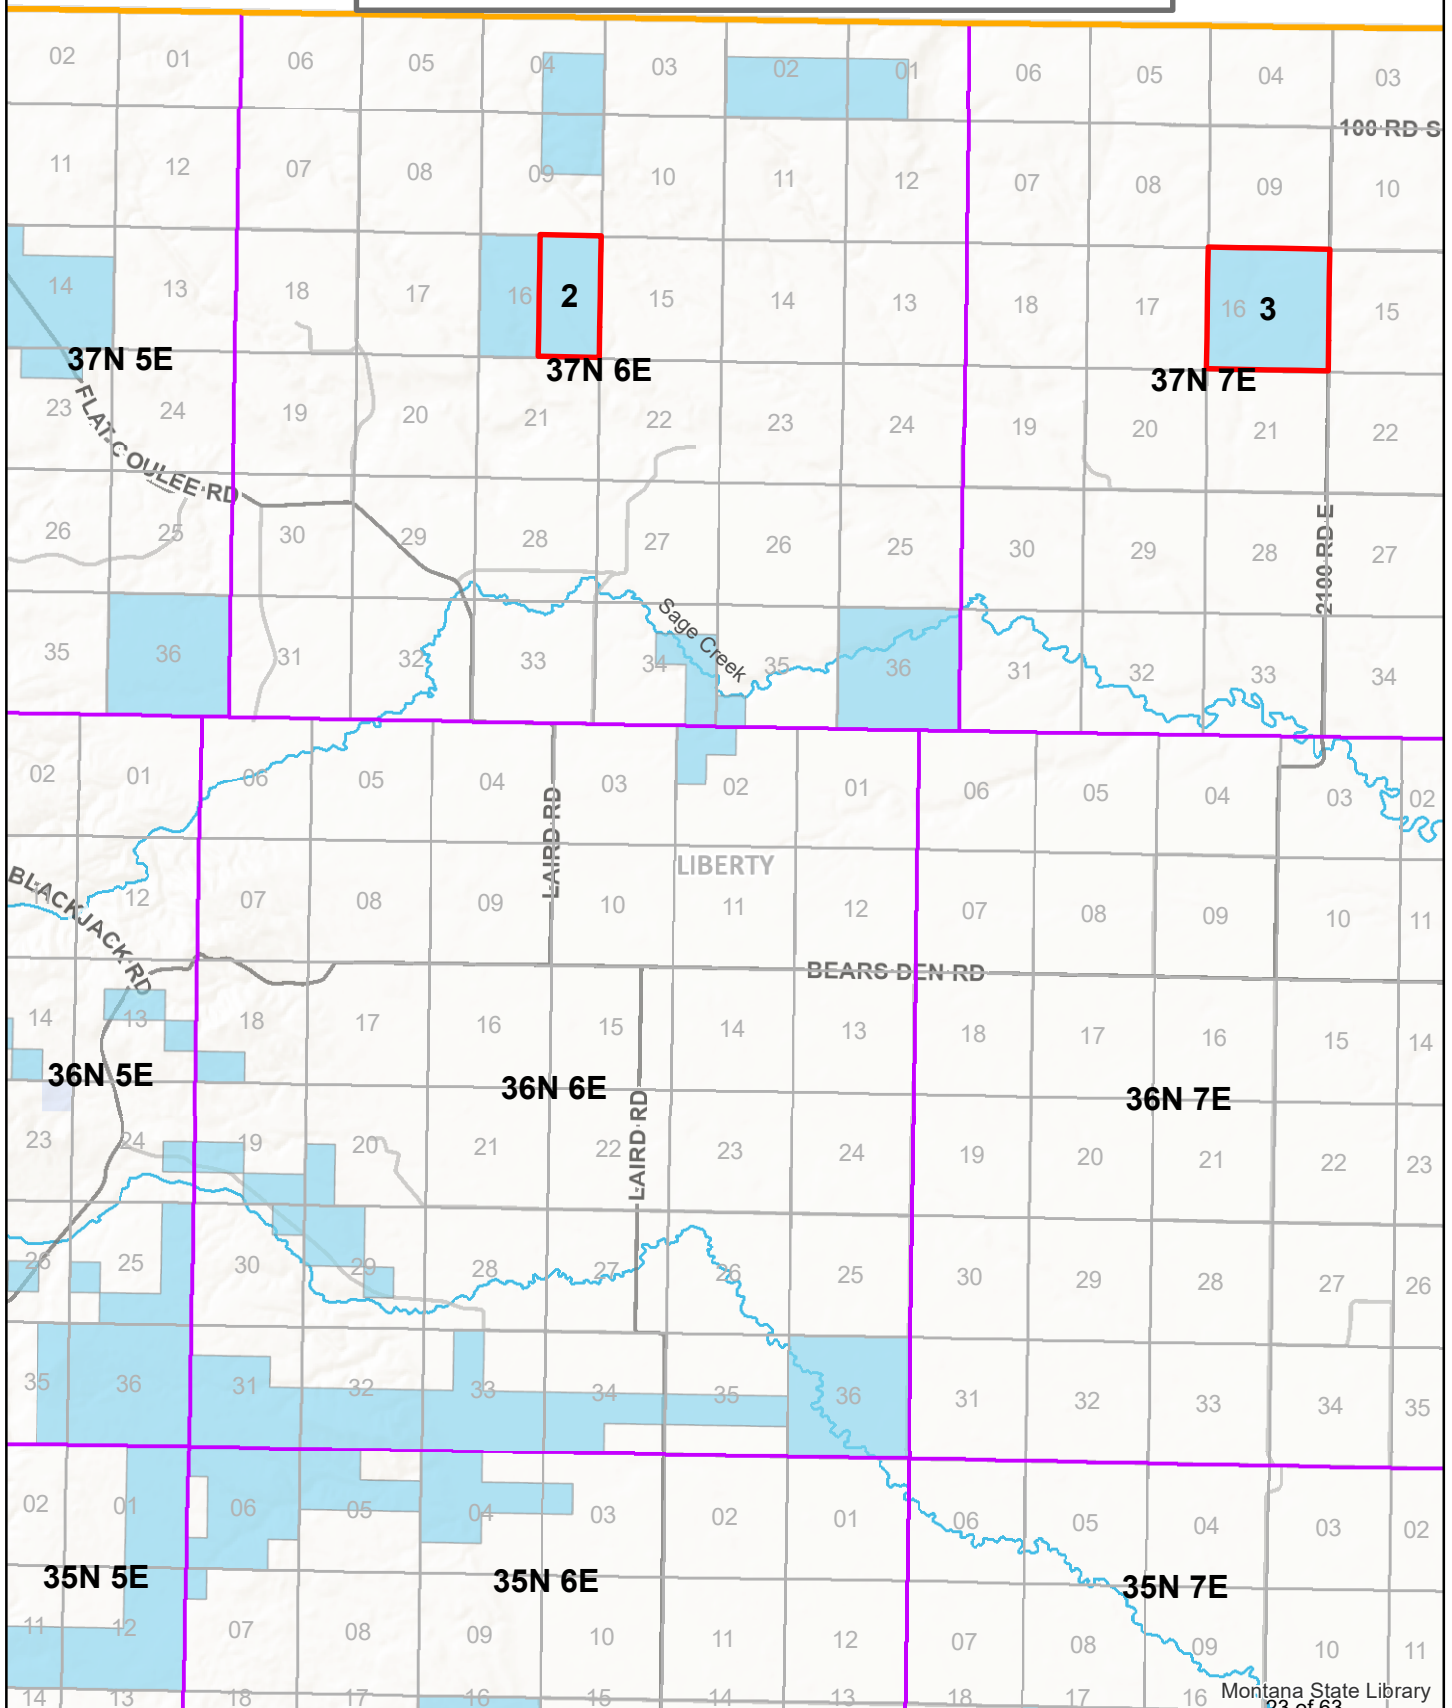 02 01 06 05 04 03 02 01 06 05 04 03
100 RD S
11 12 07 08 09 10 11 12 07 08 09 10
14 13 18 17 16 2 15 14 13 18 17 16 3 15
37N 5E 37N 6E 37N 7E
23 24 19 20 21 22 23 24 19 20 21 22
FLAT COULEE RD
26 25 30 29 28 27 26 25 30 29 28 27
2100 RD E
Sage Creek
35 36 31 32 33 34 35 36 31 32 33 34
02 01 06 05 04 03 02 01 06 05 04 03 02
LAIRD RD
LIBERTY
BLACKJACK RD
12 07 08 09 10 11 12 07 08 09 10 11
BEARS DEN RD
14 13 18 17 16 15 14 13 18 17 16 15 14
36N 5E 36N 6E 36N 7E
LAIRD RD
23 24 19 20 21 22 23 24 19 20 21 22 23
26 25 30 29 28 27 26 25 30 29 28 27 26
35 36 31 32 33 34 35 36 31 32 33 34 35
02 01 06 05 04 03 02 01 06 05 04 03 02
35N 5E 35N 6E 35N 7E
11 12 07 08 09 10 11 12 07 08 09 10 11
14 13 18 17 16 15 14 13 18 17 16
Montana State Library
23 of 63